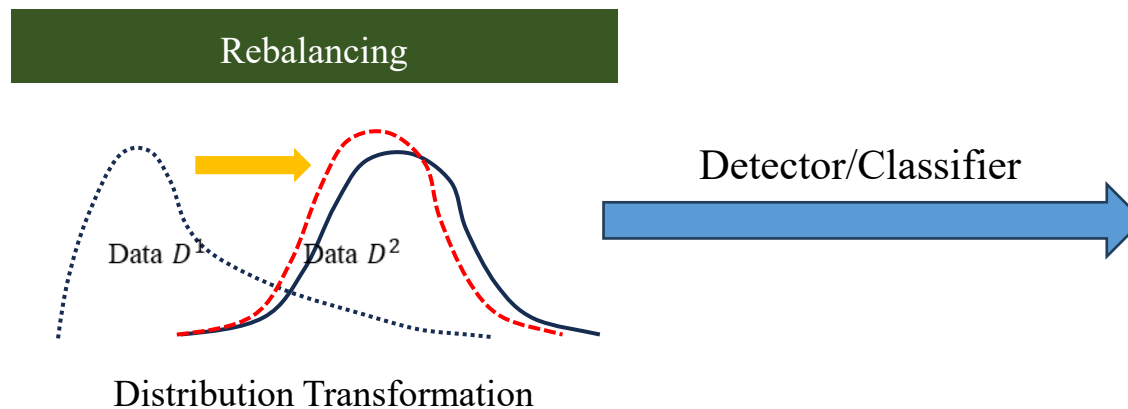 Rebalancing
Detector/Classifier
Data D¹ Data D²
Distribution Transformation